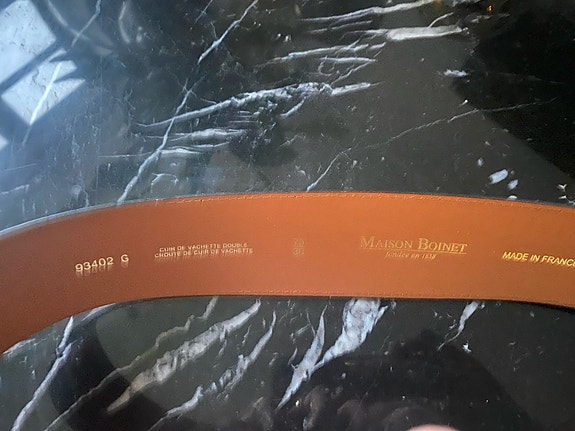 93402 G
CUIR DE VACHETTE DOUBLE
CROUTE DE CUIR DE VACHETTE
MAISON BOINET
fondée en 1858
MADE IN FRANCE